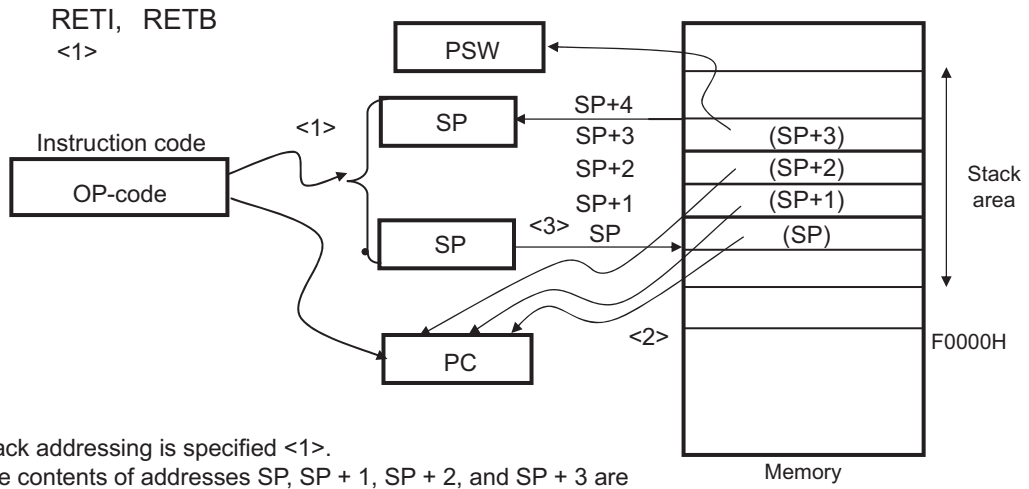 RETI, RETB
<1>
PSW
SP+4
<1>
SP
SP+3
(SP+3)
Instruction code
SP+2
(SP+2)
Stack
area
OP-code
SP+1
(SP+1)
SP
<3>
SP
(SP)
<2>
F0000H
PC
ack addressing is specified <1>.
Memory
e contents of addresses SP, SP + 1, SP + 2, and SP + 3 are